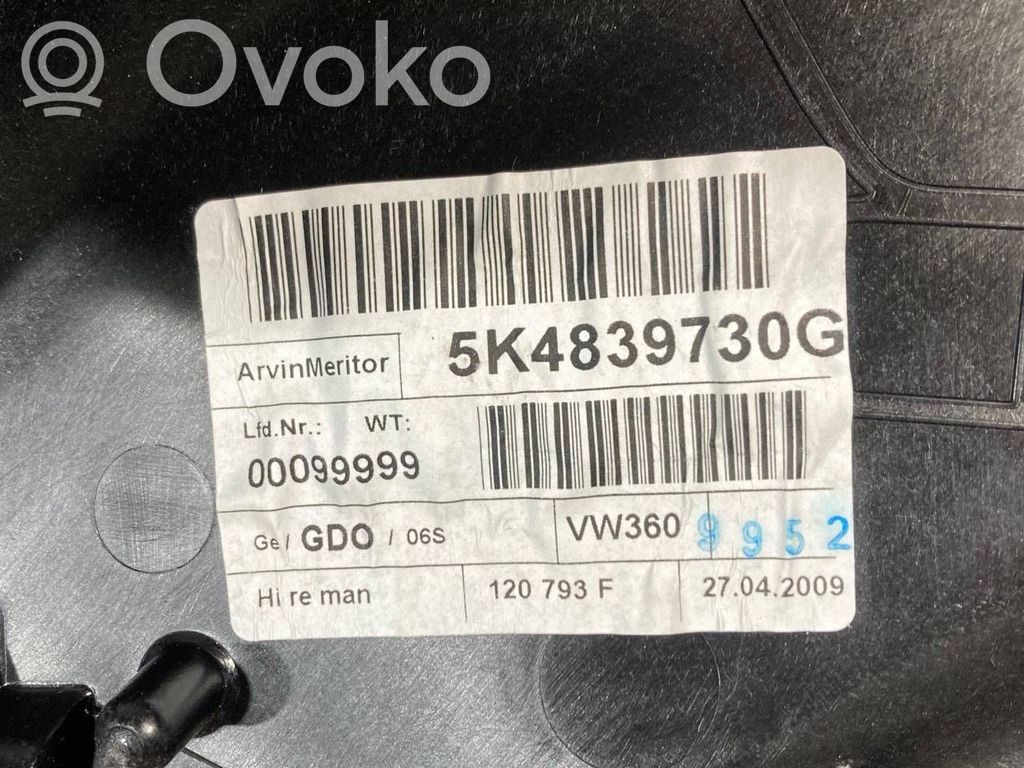 Ovoko
ArvinMeritor 5K4839730G
Lfd.Nr.: WT:
00099999
Ge/ GDO / 06S VW360 9952
Hi re man 120 793 F 27.04.2009